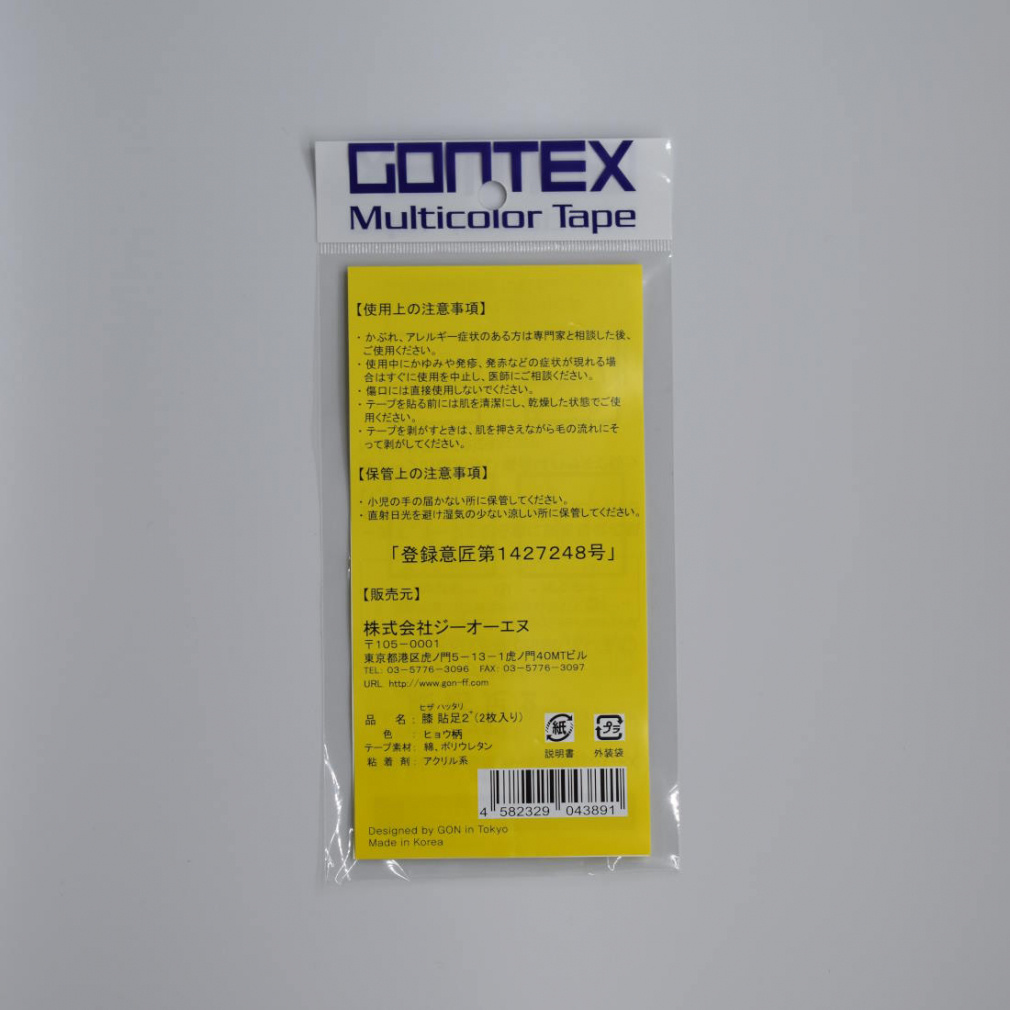 GONTEX
Multicolor Tape
【使用上の注意事項】
・かぶれ、アレルギー症状のある方は専門家と相談した後、
ご使用ください。
・使用中にかゆみや発疹、発赤などの症状が現れる場
合はすぐに使用を中止し、医師にご相談ください。
・傷口には直接使用しないでください。
・テープを貼る前には肌を清潔にし、乾燥した状態でご使
用ください。
・テープを剥がすときは、肌を押さえながら毛の流れにそ
って剥がしてください。
【保管上の注意事項】
・小児の手の届かない所に保管してください。
・直射日光を避け湿気の少ない涼しい所に保管してください。
「登録意匠第1427248号」
【販売元】
株式会社ジーオーエヌ
〒105-0001
東京都港区虎ノ門5-13-1虎ノ門40MTビル
TEL: 03-5776-3096 FAX: 03-5776-3097
URL http://www.gon-ff.com
ヒザ ハッタリ
品 名 : 膝 貼足2⁺(2枚入り)
色 : ヒョウ柄
テープ素材: 綿、ポリウレタン
粘 着 剤 : アクリル系
紙 プラ
説明書 外装袋
4 582329 043891
Designed by GON in Tokyo
Made in Korea